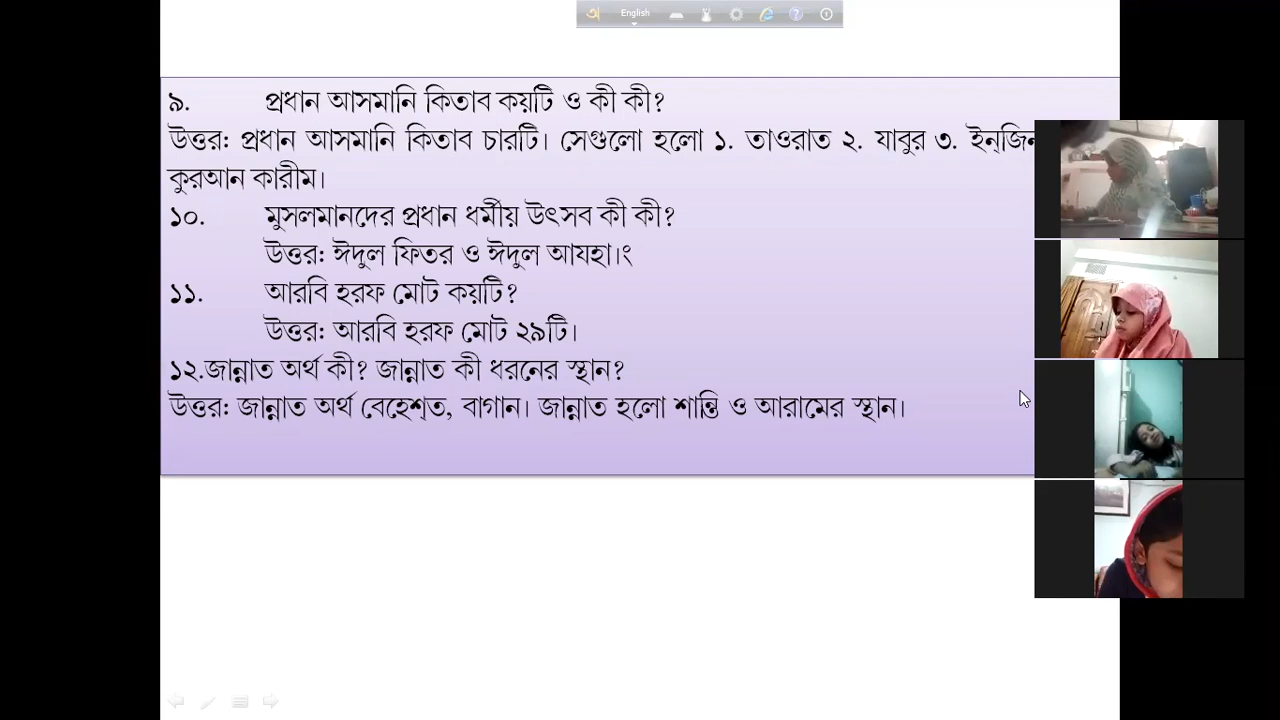 English
৯. প্রধান আসমানি কিতাব কয়টি ও কী কী?
উত্তর: প্রধান আসমানি কিতাব চারটি। সেগুলো হলো ১. তাওরাত ২. যাবুর ৩.
কুরআন কারীম।
১০. মুসলমানদের প্রধান ধর্মীয় উৎসব কী কী?
উত্তর: ঈদুল ফিতর ও ঈদুল আযহা।ং
১১. আরবি হরফ মোট কয়টি?
উত্তর: আরবি হরফ মোট ২৯টি।
১২.জান্নাত অর্থ কী? জান্নাত কী ধরনের স্থান?
উত্তর: জান্নাত অর্থ বেহেশ্‌ত, বাগান। জান্নাত হলো শান্তি ও আরামের স্থান।